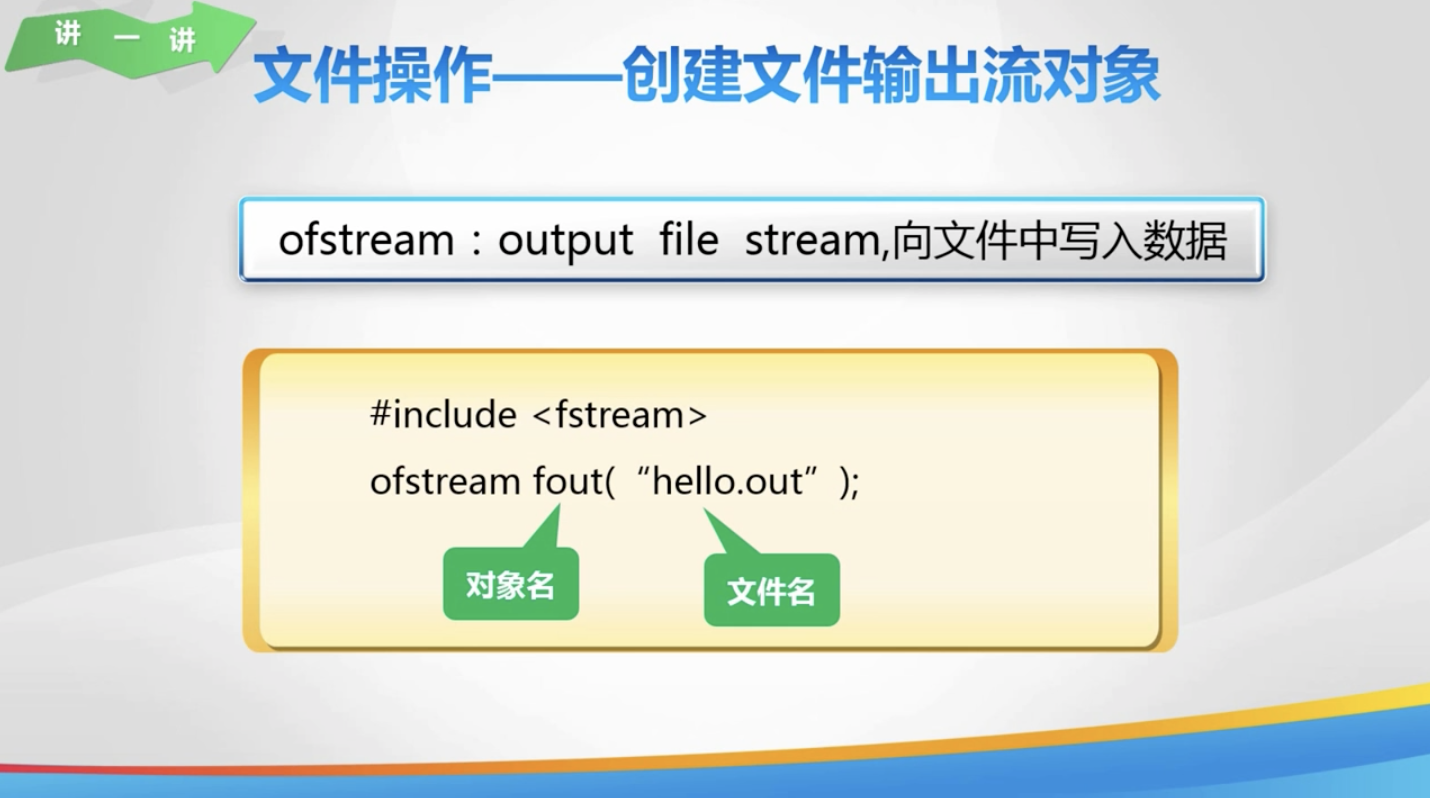 讲 一 讲
文件操作——创建文件输出流对象
ofstream：output file stream,向文件中写入数据
#include <fstream>
ofstream fout(“hello.out”);
对象名
文件名